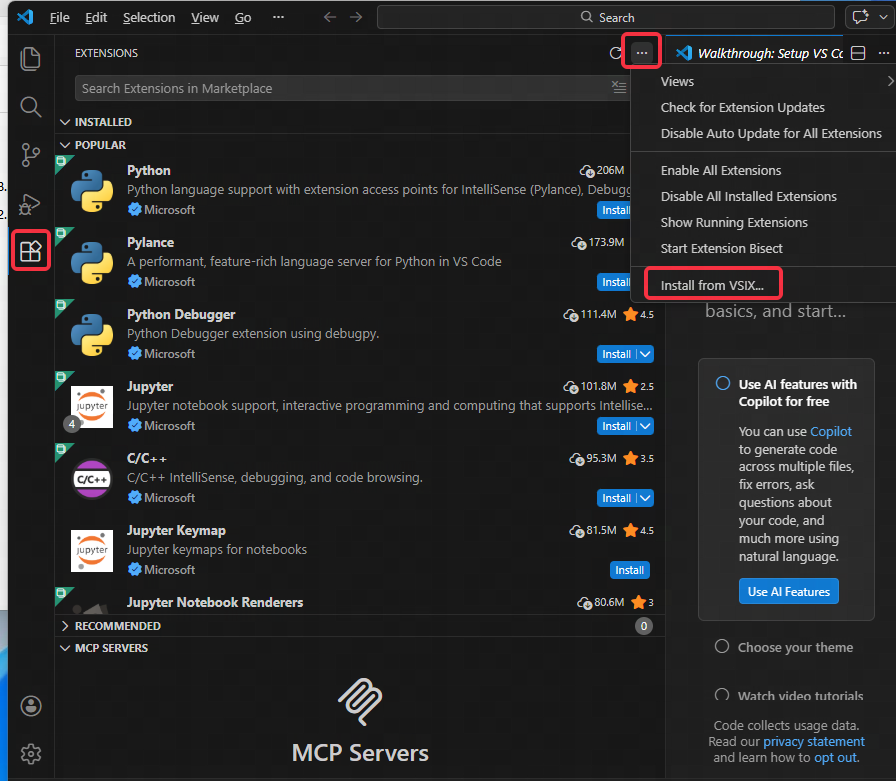 File Edit Selection View Go ··· Search
EXTENSIONS
Search Extensions in Marketplace
INSTALLED
POPULAR
Python 206M
Python language support with extension access points for IntelliSense (Pylance), Debugg
Microsoft Install
Pylance 173.9M
A performant, feature-rich language server for Python in VS Code
Microsoft Install
Python Debugger 111.4M 4.5
Python Debugger extension using debugpy.
Microsoft Install
Jupyter 101.8M 2.5
Jupyter notebook support, interactive programming and computing that supports Intellise...
4 Microsoft Install
C/C++ 95.3M 3.5
C/C++ IntelliSense, debugging, and code browsing.
Microsoft Install
Jupyter Keymap 81.5M 4.5
Jupyter keymaps for notebooks
Microsoft Install
Jupyter Notebook Renderers 80.6M 3
jupyter
C/C++
jupyter
RECOMMENDED 0
MCP SERVERS
MCP Servers
Walkthrough: Setup VS Co
Views
Check for Extension Updates
Disable Auto Update for All Extensions
Enable All Extensions
Disable All Installed Extensions
Show Running Extensions
Start Extension Bisect
Install from VSIX...
basics, and start...
Use AI features with
Copilot for free
You can use Copilot
to generate code
across multiple files,
fix errors, ask
questions about
your code, and
much more using
natural language.
Use AI Features
Choose your theme
Watch video tutorials
Code collects usage data.
Read our privacy statement
and learn how to opt out.